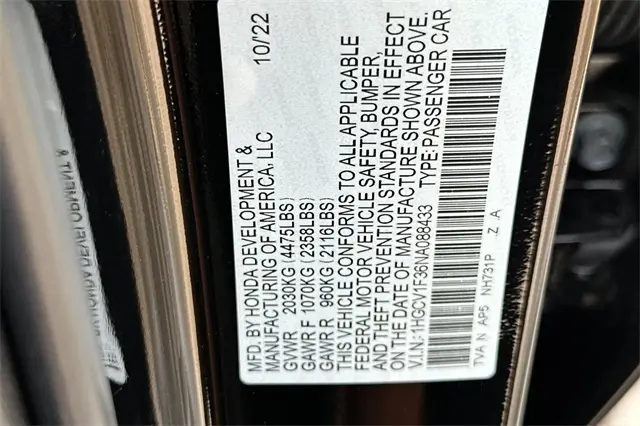 MFD. BY HONDA DEVELOPMENT & 10/'22
MANUFACTURING OF AMERICA, LLC
GVWR 2030KG (4475LBS)
GAWR F 1070KG (2358LBS)
GAWR R 960KG (2116LBS)
THIS VEHICLE CONFORMS TO ALL APPLICABLE
FEDERAL MOTOR VEHICLE SAFETY, BUMPER,
AND THEFT PREVENTION STANDARDS IN EFFECT
ON THE DATE OF MANUFACTURE SHOWN ABOVE.
V.I.N.: 1HGCV1F36NA088433 TYPE: PASSENGER CAR
TVA N AP5 NH731P Z A